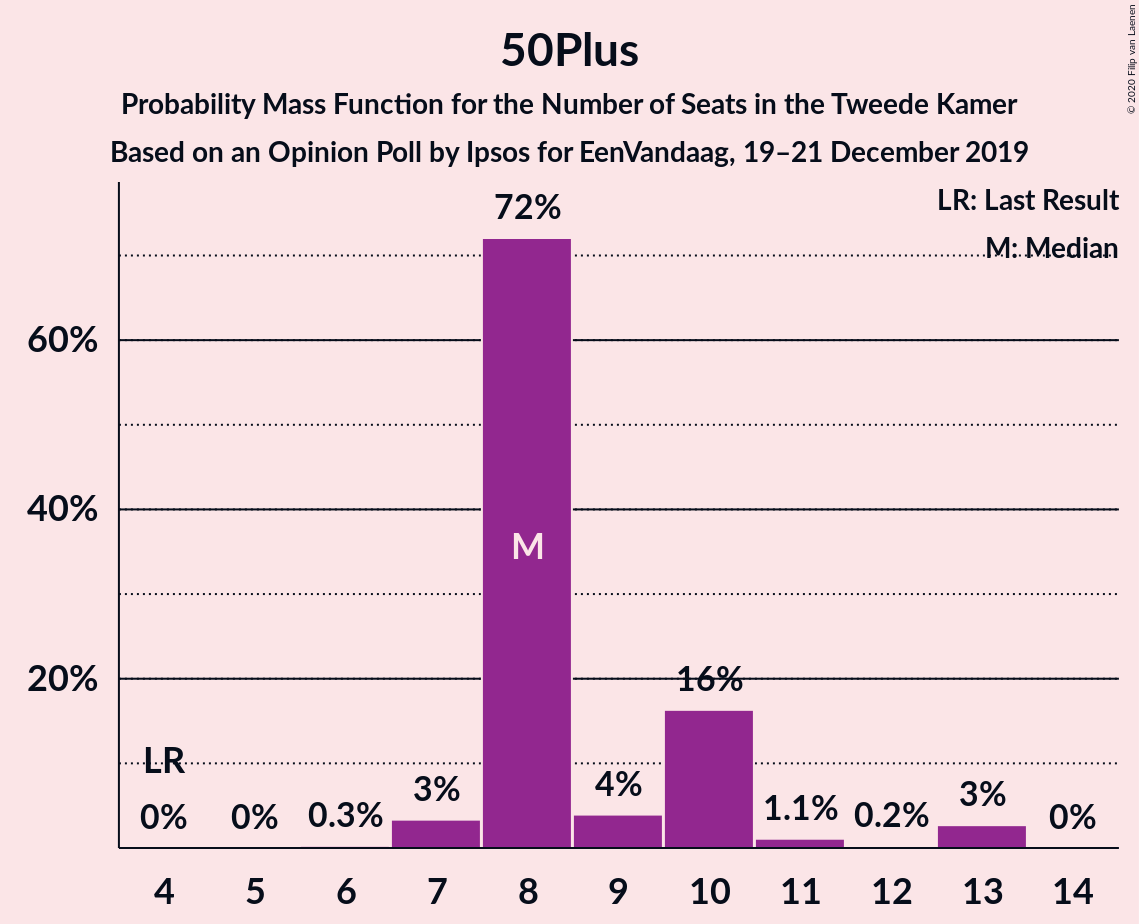 50Plus
Probability Mass Function for the Number of Seats in the Tweede Kamer
Based on an Opinion Poll by Ipsos for EenVandaag, 19–21 December 2019
© 2020 Filip van Laenen
LR: Last Result
M: Median
72%
60%
40%
M
20%
16%
LR
0%
0%
0.3%
3%
4%
1.1%
0.2%
3%
0%
4 5 6 7 8 9 10 11 12 13 14